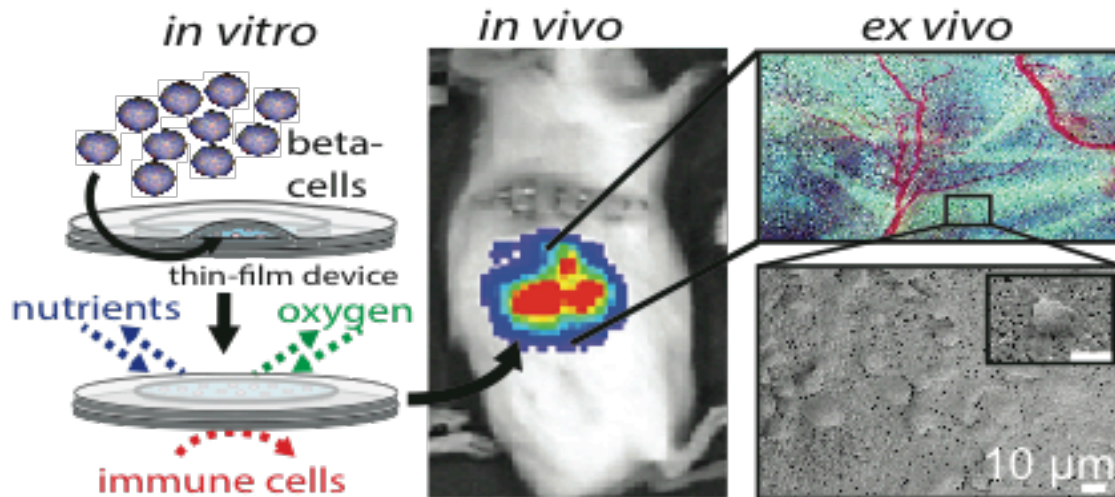 in vitro
in vivo
ex vivo
beta-
cells
thin-film device
nutrients
oxygen
immune cells
10 µm